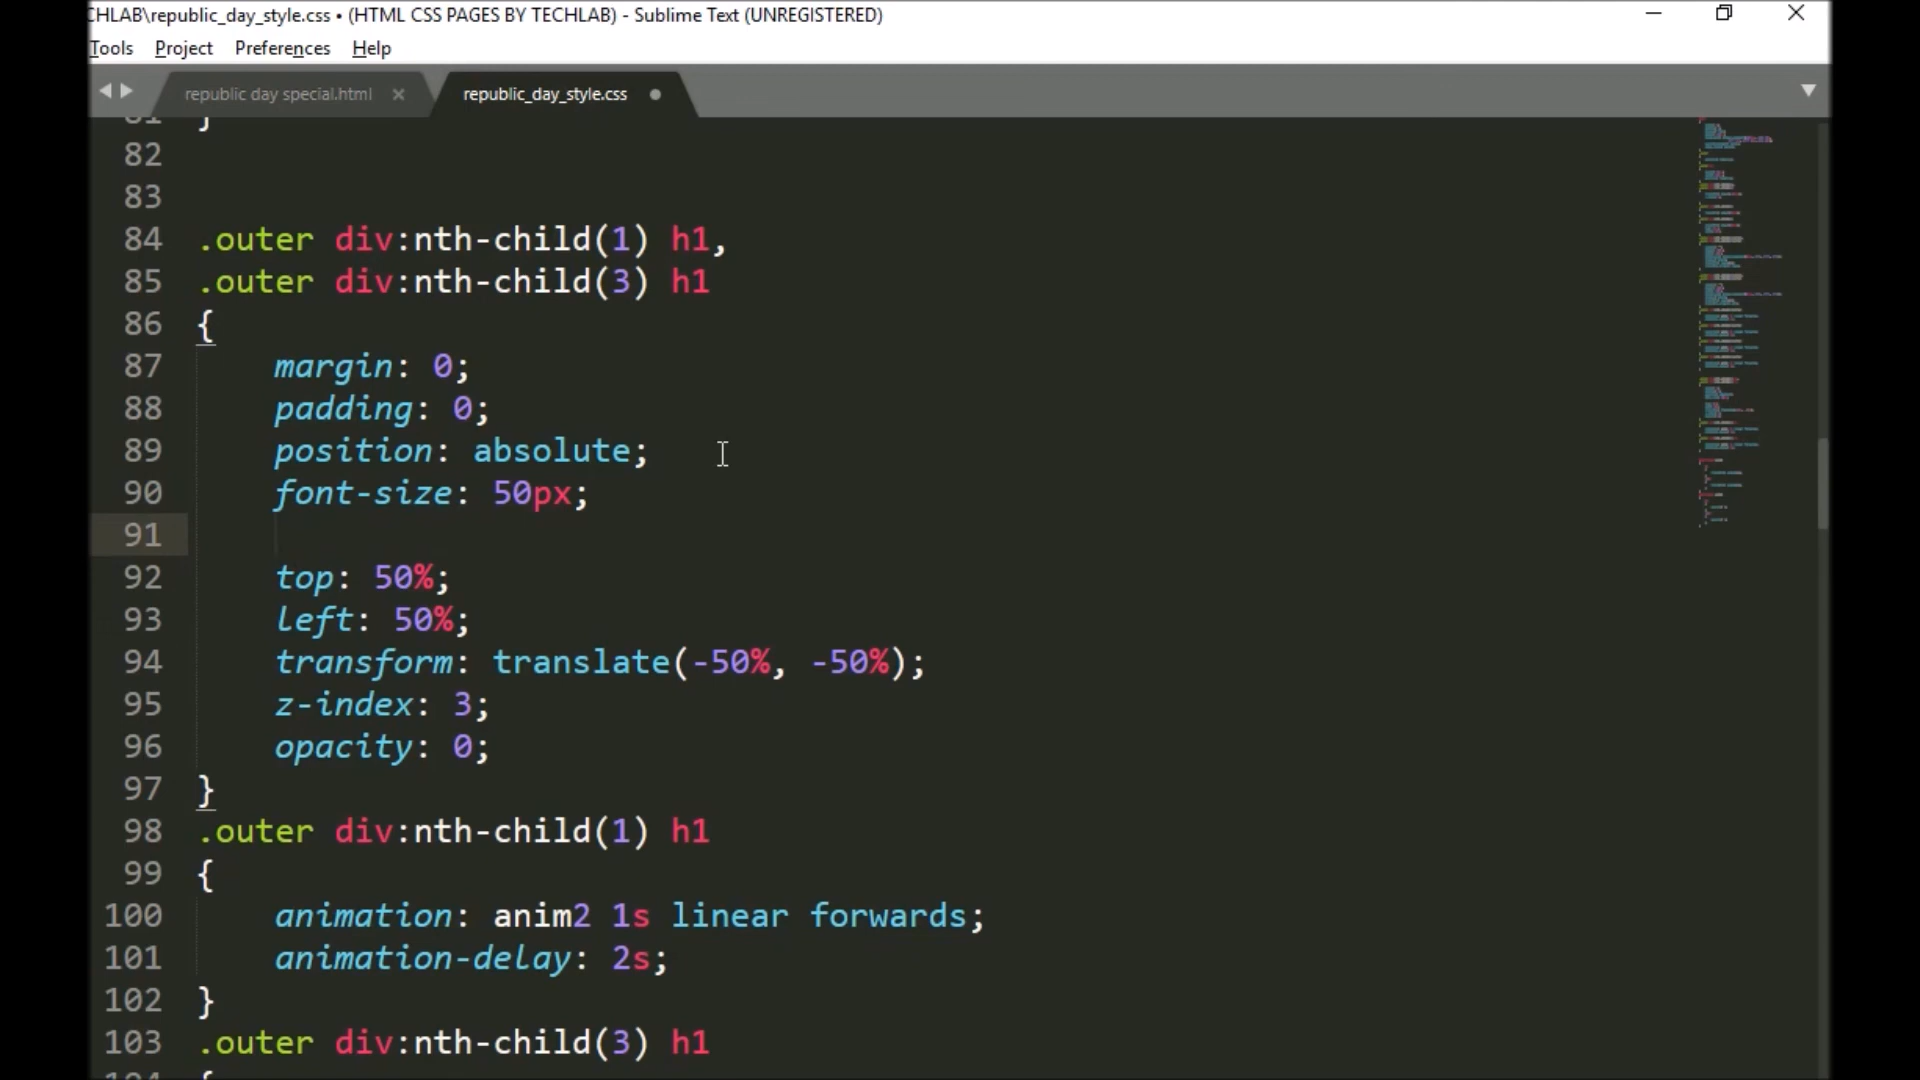 CHLAB\republic_day_style.css • (HTML CSS PAGES BY TECHLAB) - Sublime Text (UNREGISTERED)
Tools Project Preferences Help
republic day special.html republic_day_style.css
81 }
82
83
84 .outer div:nth-child(1) h1,
85 .outer div:nth-child(3) h1
86 {
87 margin: 0;
88 padding: 0;
89 position: absolute;
90 font-size: 50px;
91
92 top: 50%;
93 left: 50%;
94 transform: translate(-50%, -50%);
95 z-index: 3;
96 opacity: 0;
97 }
98 .outer div:nth-child(1) h1
99 {
100 animation: anim2 1s linear forwards;
101 animation-delay: 2s;
102 }
103 .outer div:nth-child(3) h1
104 {